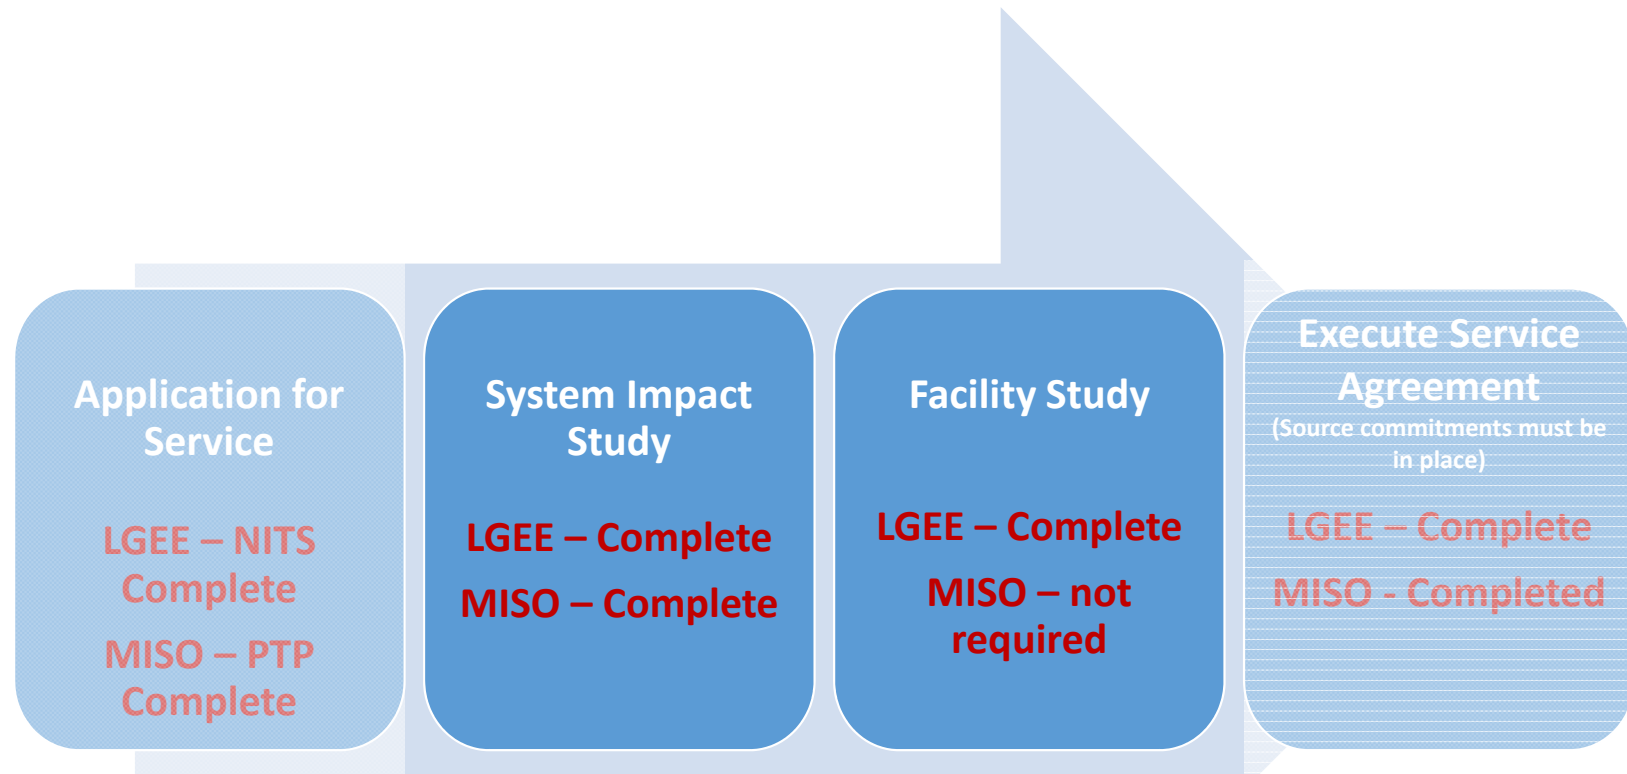 Application for
Service
LGEE – NITS
Complete
MISO – PTP
Complete
System Impact
Study
LGEE – Complete
MISO – Complete
Facility Study
LGEE – Complete
MISO – not
required
Execute Service
Agreement
(Source commitments must be
in place)
LGEE – Complete
MISO - Completed